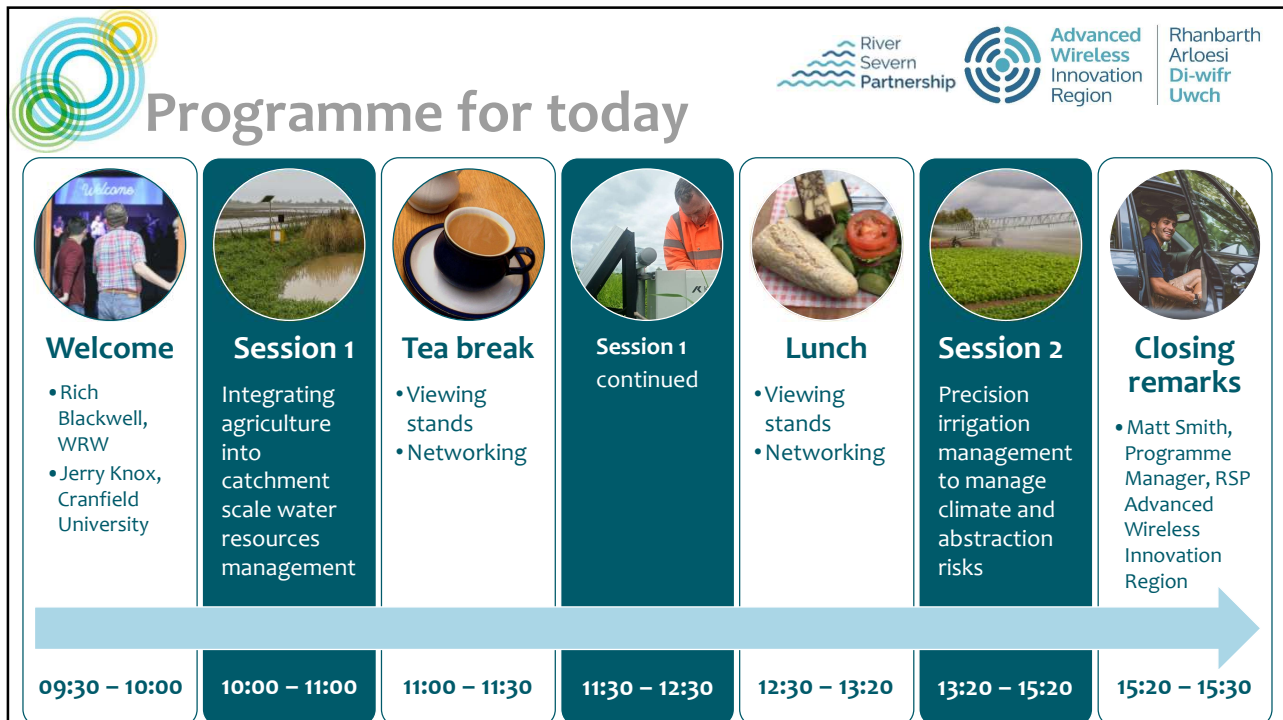 River
Severn
Partnership
Advanced
Wireless
Innovation
Region
Rhanbarth
Arloesi
Di-wifr
Uwch
Programme for today
Welcome
Welcome
•Rich
Blackwell,
WRW
•Jerry Knox,
Cranfield
University
09:30 – 10:00
Session 1
Integrating
agriculture
into
catchment
scale water
resources
management
10:00 – 11:00
Tea break
•Viewing
stands
•Networking
11:00 – 11:30
Session 1
continued
11:30 – 12:30
Lunch
•Viewing
stands
•Networking
12:30 – 13:20
Session 2
Precision
irrigation
management
to manage
climate and
abstraction
risks
13:20 – 15:20
Closing
remarks
•Matt Smith,
Programme
Manager, RSP
Advanced
Wireless
Innovation
Region
15:20 – 15:30